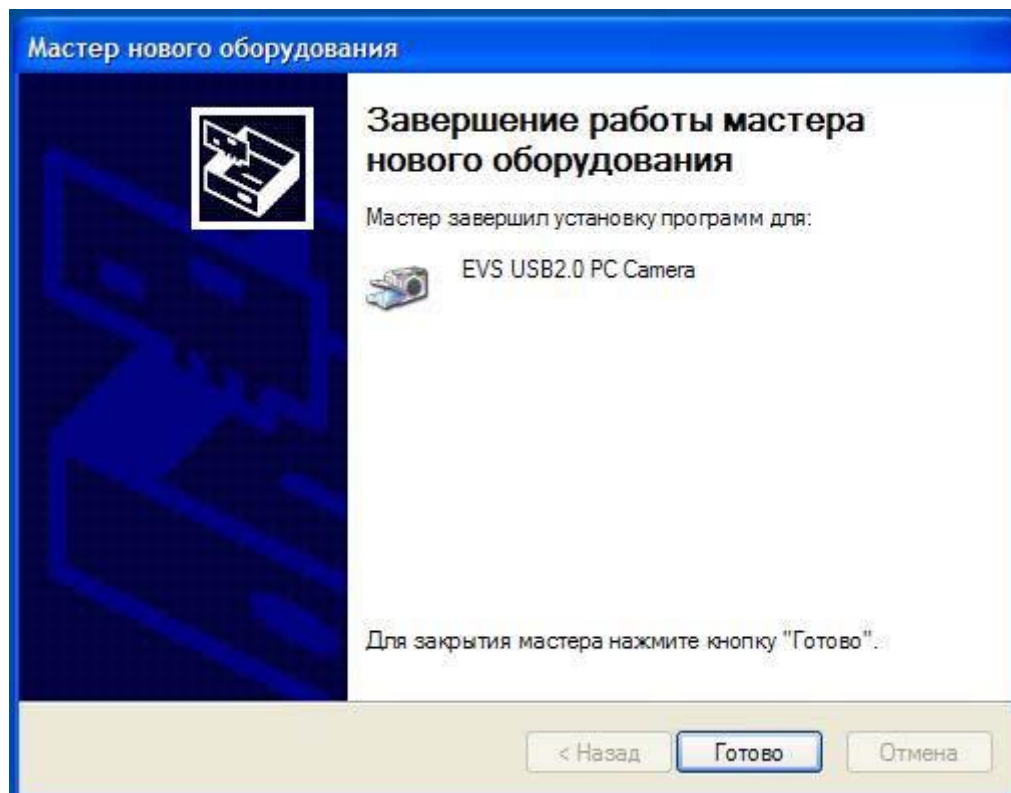 Мастер нового оборудования
Завершение работы мастера
нового оборудования
Мастер завершил установку программ для:
EVS USB2.0 PC Camera
Для закрытия мастера нажмите кнопку "Готово".
< Назад
Готово
Отмена